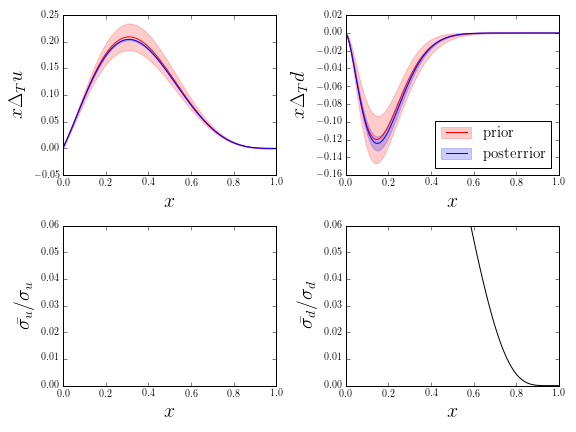 0.25
0.20
0.15
0.10
0.05
0.00
−0.05
xΔ_T u
0.0 0.2 0.4 0.6 0.8 1.0
x
0.02
0.00
−0.02
−0.04
−0.06
−0.08
−0.10
−0.12
−0.14
−0.16
xΔ_T d
prior
posterrior
0.0 0.2 0.4 0.6 0.8 1.0
x
0.06
0.05
0.04
0.03
0.02
0.01
0.00
σ̄_u/σ_u
0.0 0.2 0.4 0.6 0.8 1.0
x
0.06
0.05
0.04
0.03
0.02
0.01
0.00
σ̄_d/σ_d
0.0 0.2 0.4 0.6 0.8 1.0
x